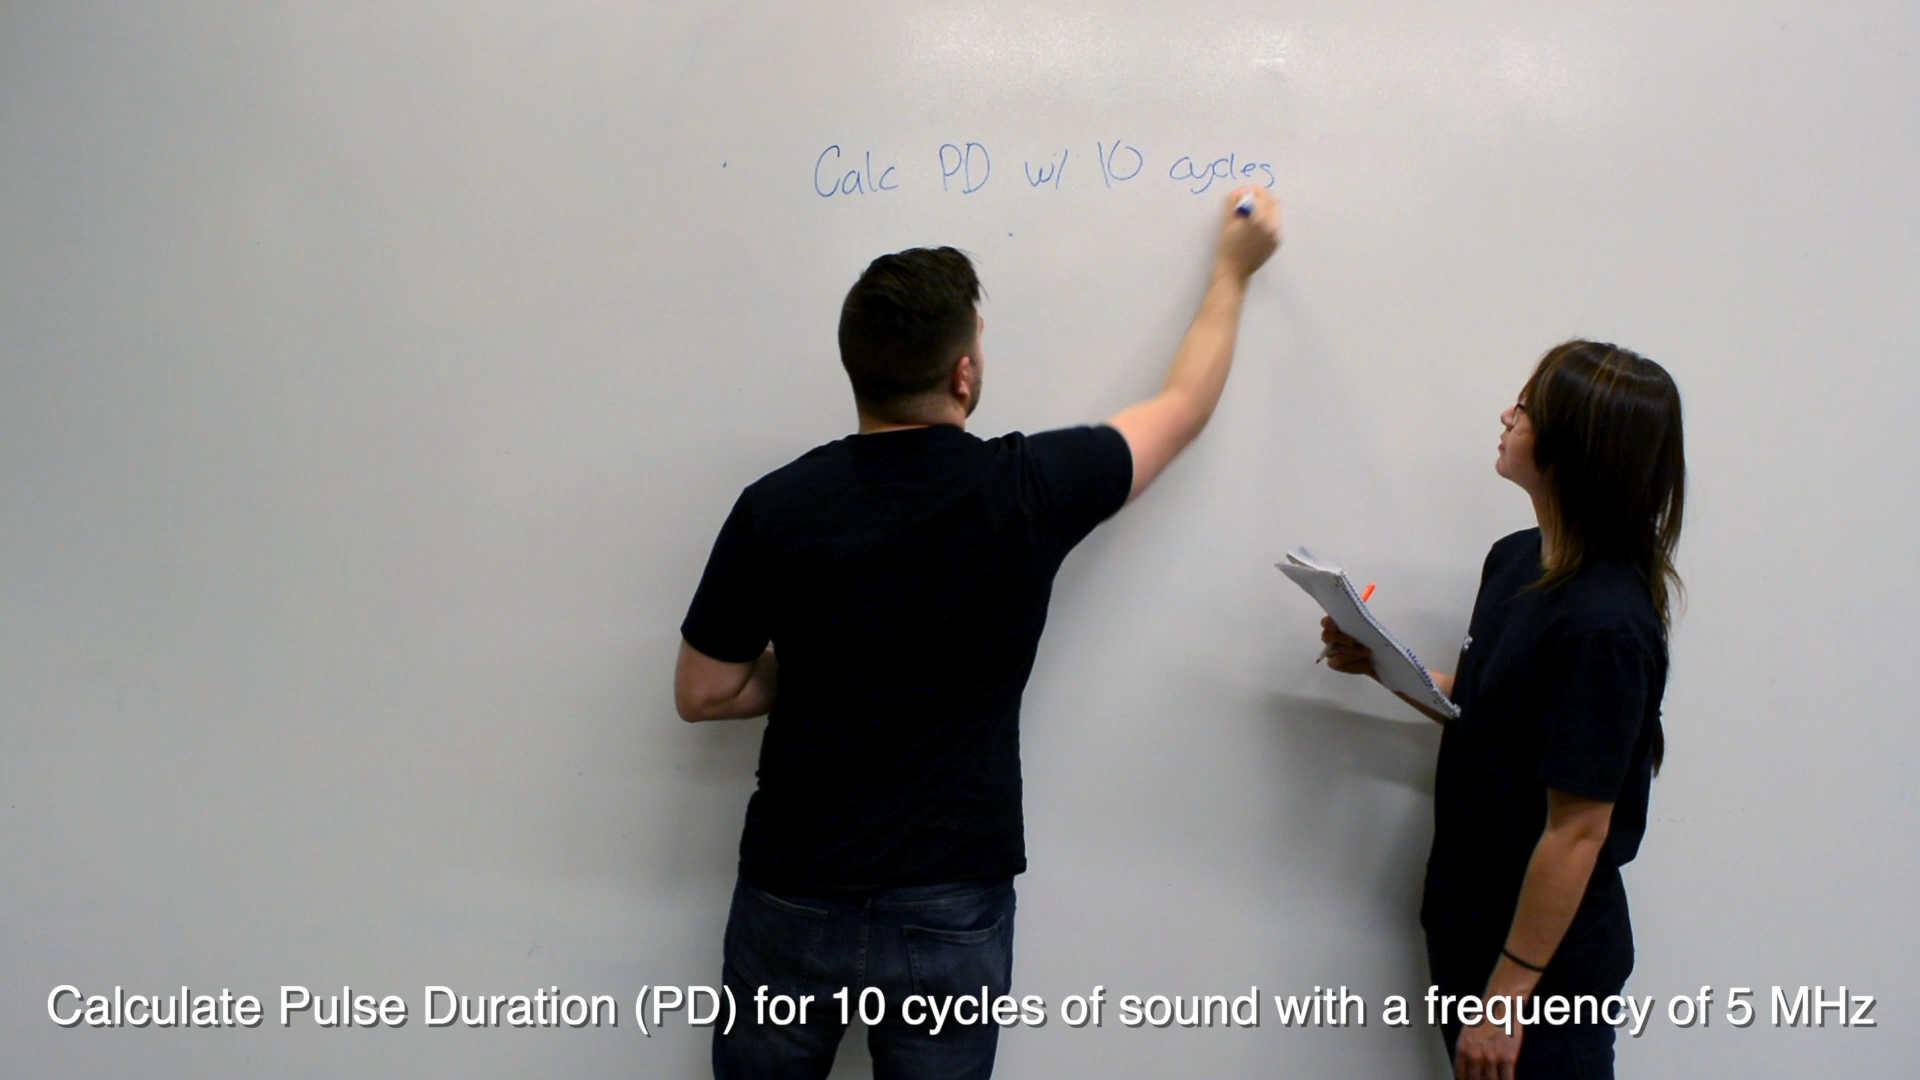 Calc PD w/ 10 cycles
Calculate Pulse Duration (PD) for 10 cycles of sound with a frequency of 5 MHz